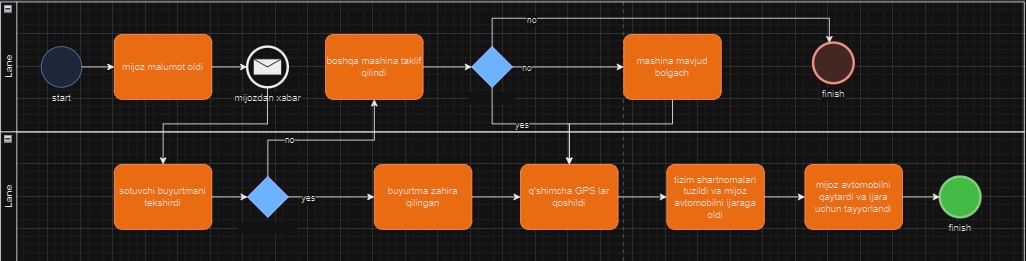 Lane
start
mijoz malumot oldi
mijozdan xabar
boshqa mashina taklif
qilindi
no
no
yes
mashina mavjud
bolgach
finish
Lane
sotuvchi buyurtmani
tekshirdi
no
yes
buyurtma zahira
qilingan
q'shimcha GPS lar
qoshildi
tizim shartnomalari
tuzildi va mijoz
avtomobilni ijaraga
oldi
mijoz avtomobilni
qaytardi va ijara
uchun tayyorlandi
finish